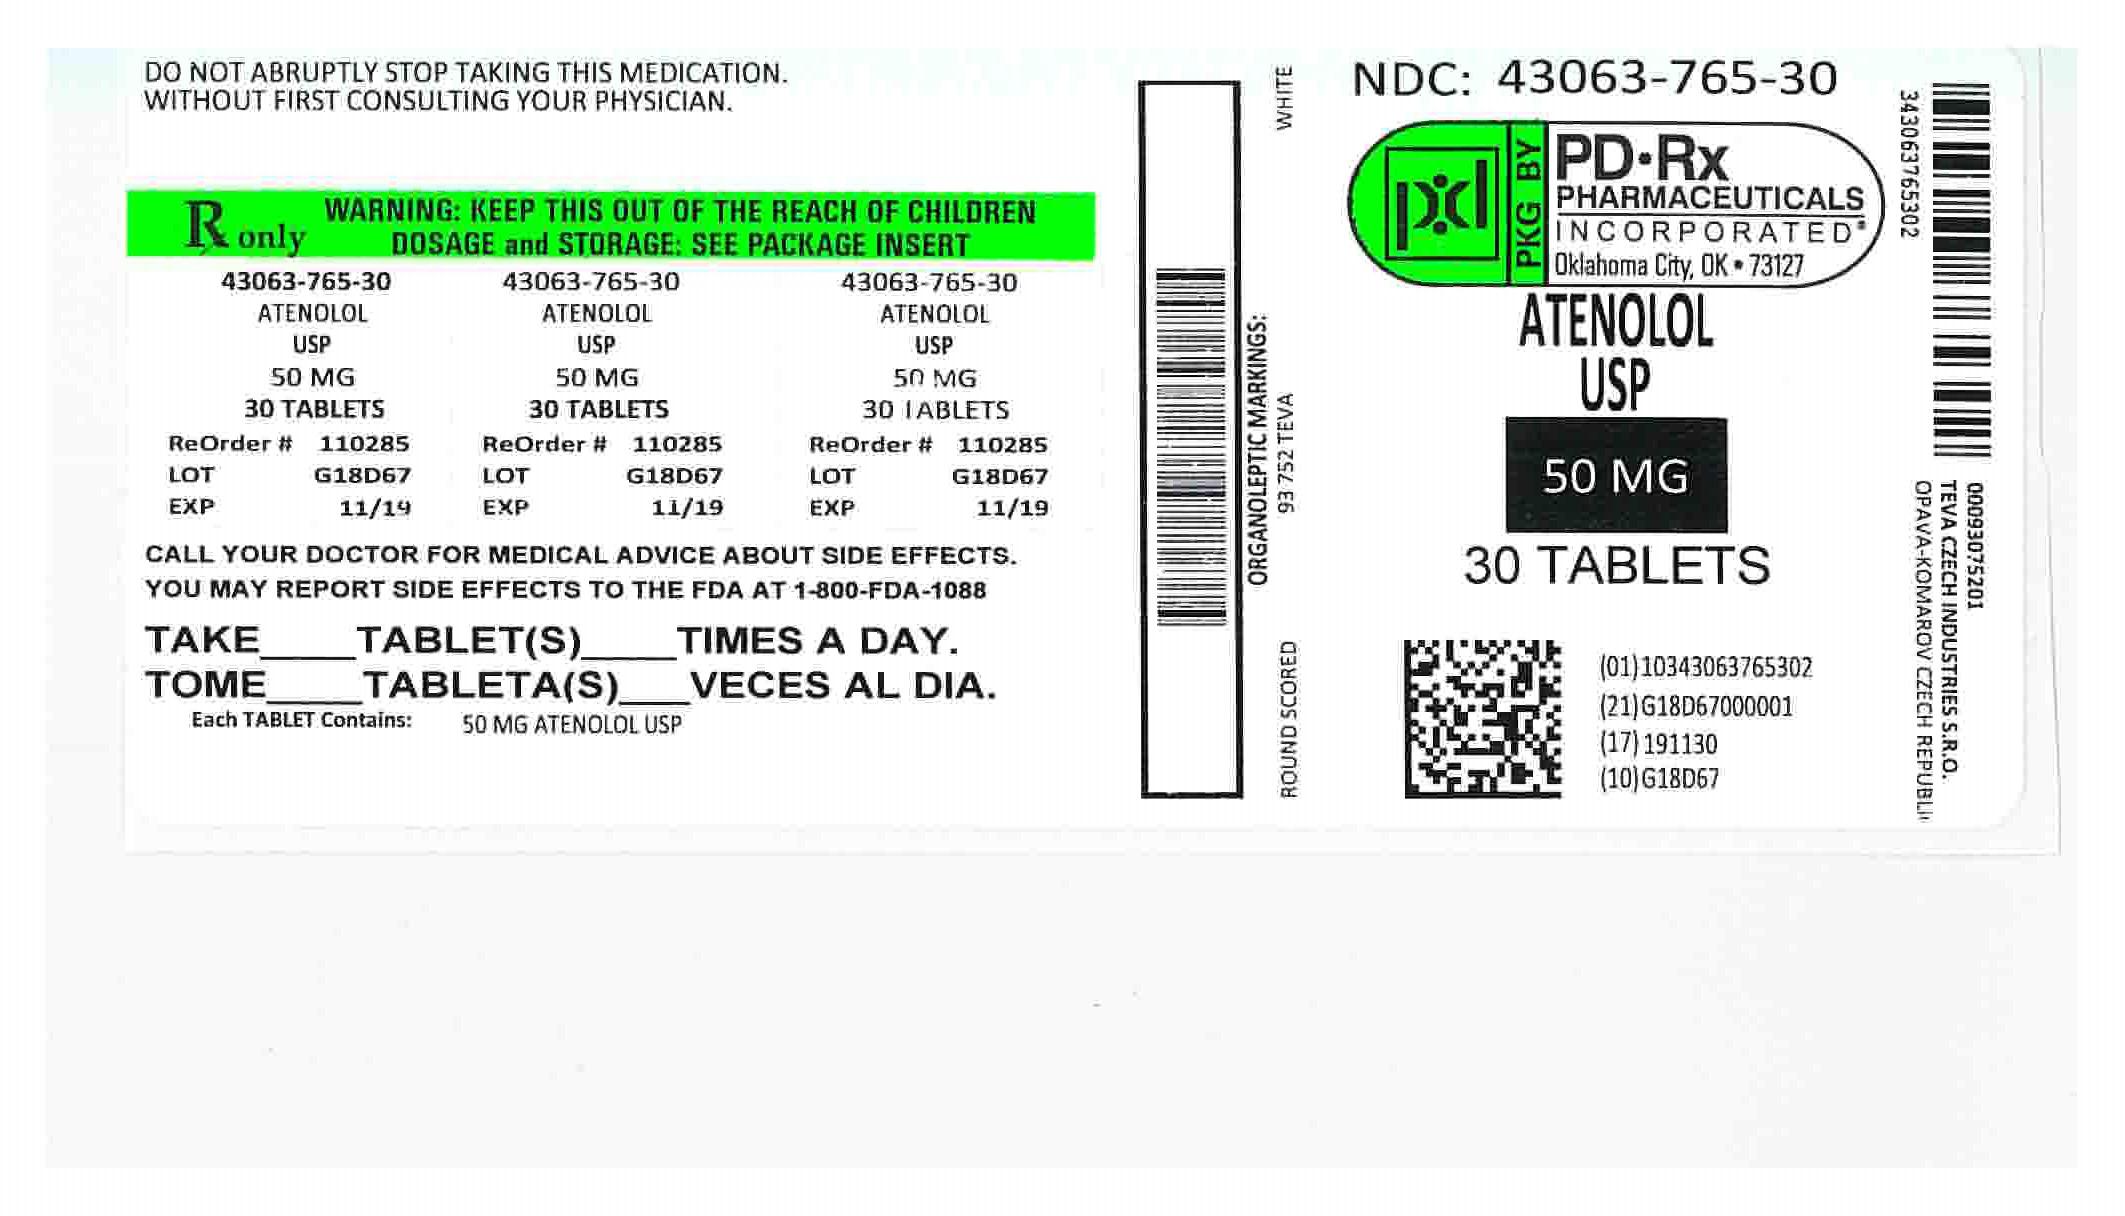 DO NOT ABRUPTLY STOP TAKING THIS MEDICATION.
WITHOUT FIRST CONSULTING YOUR PHYSICIAN.
Rx only
WARNING: KEEP THIS OUT OF THE REACH OF CHILDREN
DOSAGE and STORAGE: SEE PACKAGE INSERT
43063-765-30 43063-765-30 43063-765-30
ATENOLOL ATENOLOL ATENOLOL
USP USP USP
50 MG 50 MG 50 MG
30 TABLETS 30 TABLETS 30 TABLETS
ReOrder # 110285 ReOrder # 110285 ReOrder # 110285
LOT G18D67 LOT G18D67 LOT G18D67
EXP 11/19 EXP 11/19 EXP 11/19
CALL YOUR DOCTOR FOR MEDICAL ADVICE ABOUT SIDE EFFECTS.
YOU MAY REPORT SIDE EFFECTS TO THE FDA AT 1-800-FDA-1088
TAKE____TABLET(S)____TIMES A DAY.
TOME____TABLETA(S)___VECES AL DIA.
Each TABLET Contains: 50 MG ATENOLOL USP
ORGANOLEPTIC MARKINGS:
ROUND SCORED 93 752 TEVA WHITE
NDC: 43063-765-30
PKG BY
PD•Rx
PHARMACEUTICALS
INCORPORATED®
Oklahoma City, OK • 73127
ATENOLOL
USP
50 MG
30 TABLETS
(01)10343063765302
(21)G18D67000001
(17)191130
(10)G18D67
343063765302
00093075201
TEVA CZECH INDUSTRIES S.R.O.
OPAVA-KOMAROV CZECH REPUBLI